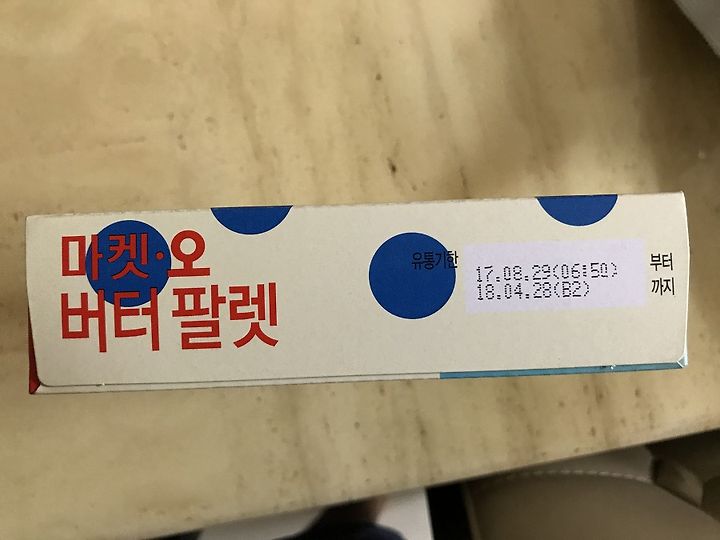 마켓·오
버터 팔렛
유통기한
17.08.29(06:50) 부터
18.04.28(B2) 까지